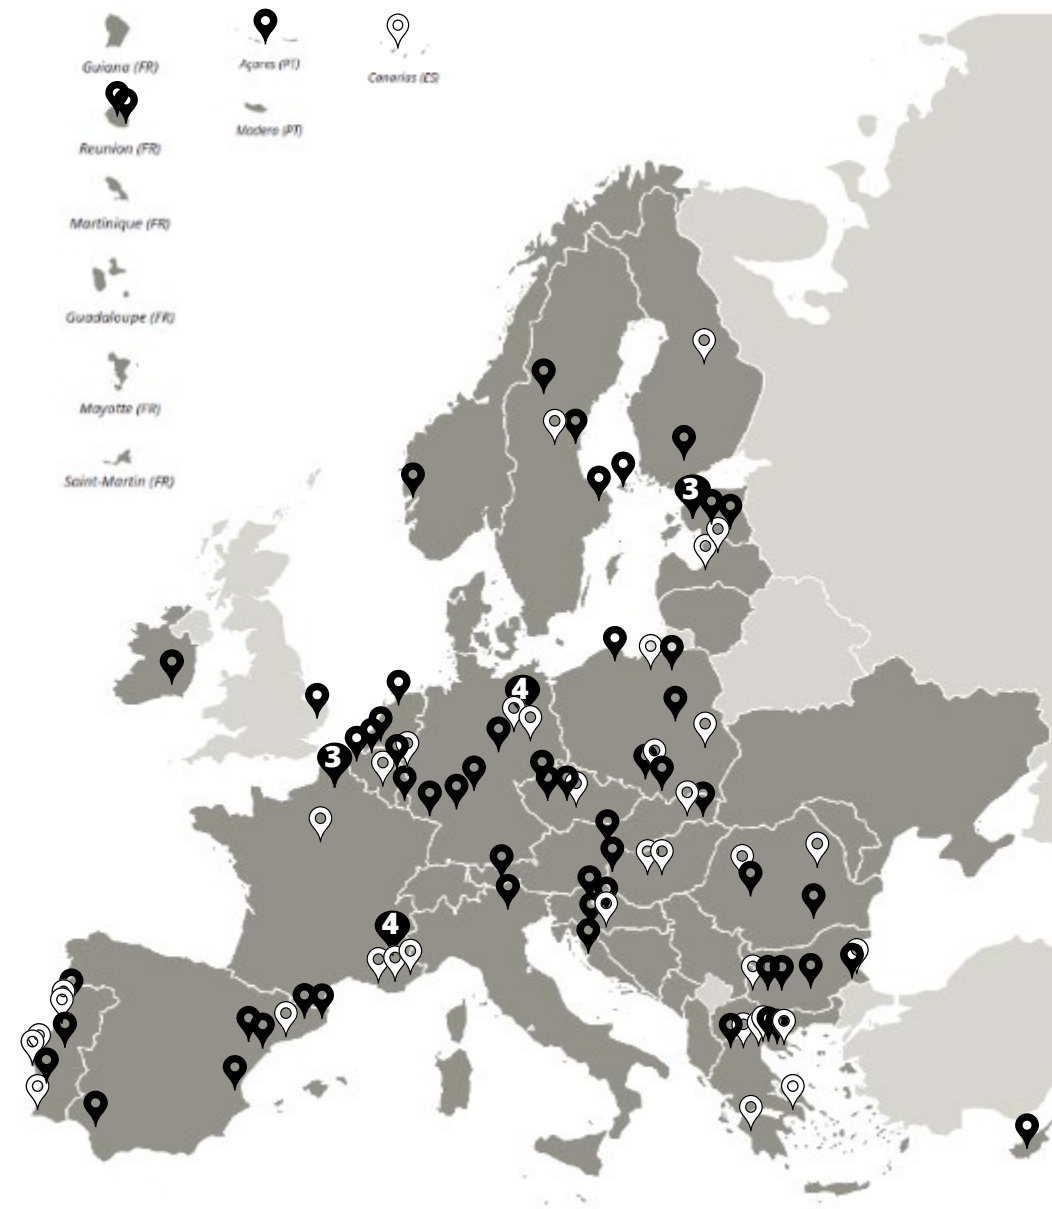 Guiana (FR)
Açores (PT)
Canarias (ES)
Reunion (FR)
Madera (PT)
Martinique (FR)
Guadaloupe (FR)
Mayotte (FR)
Saint-Martin (FR)
3
4
3
4